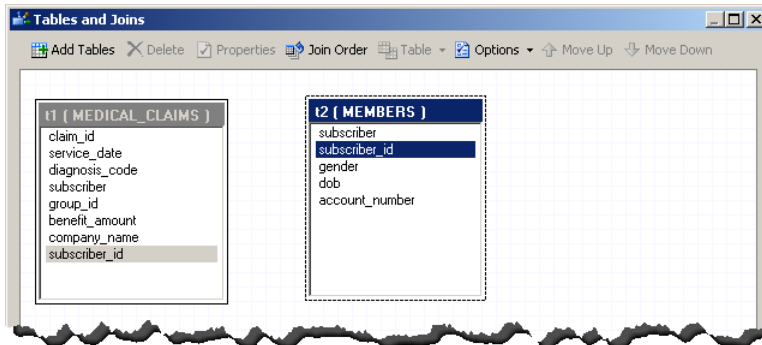 Tables and Joins
Add Tables Delete Properties Join Order Table Options Move Up Move Down
t1 ( MEDICAL_CLAIMS )
claim_id
service_date
diagnosis_code
subscriber
group_id
benefit_amount
company_name
subscriber_id
t2 ( MEMBERS )
subscriber
subscriber_id
gender
dob
account_number